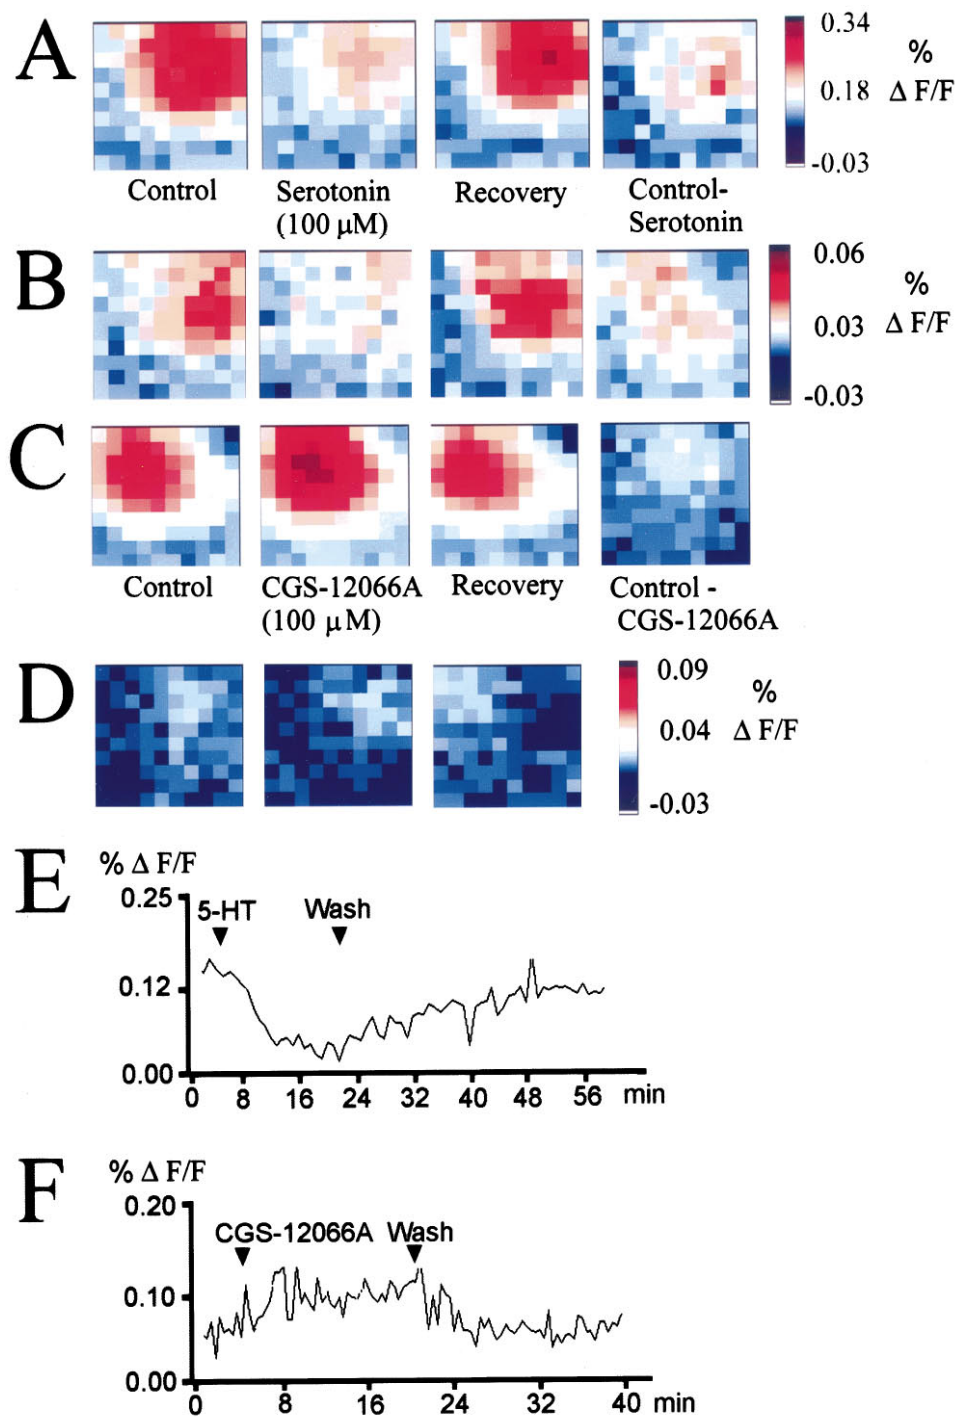 A
0.34
%
0.18
Δ F/F
-0.03
Control
Serotonin
(100 μM)
Recovery
Control-
Serotonin
B
0.06
%
0.03
Δ F/F
-0.03
C
Control
CGS-12066A
(100 μM)
Recovery
Control -
CGS-12066A
D
0.09
%
0.04
Δ F/F
-0.03
E
% Δ F/F
0.25
5-HT
Wash
0.12
0.00
0 8 16 24 32 40 48 56 min
F
% Δ F/F
0.20
CGS-12066A
Wash
0.10
0.00
0 8 16 24 32 40 min